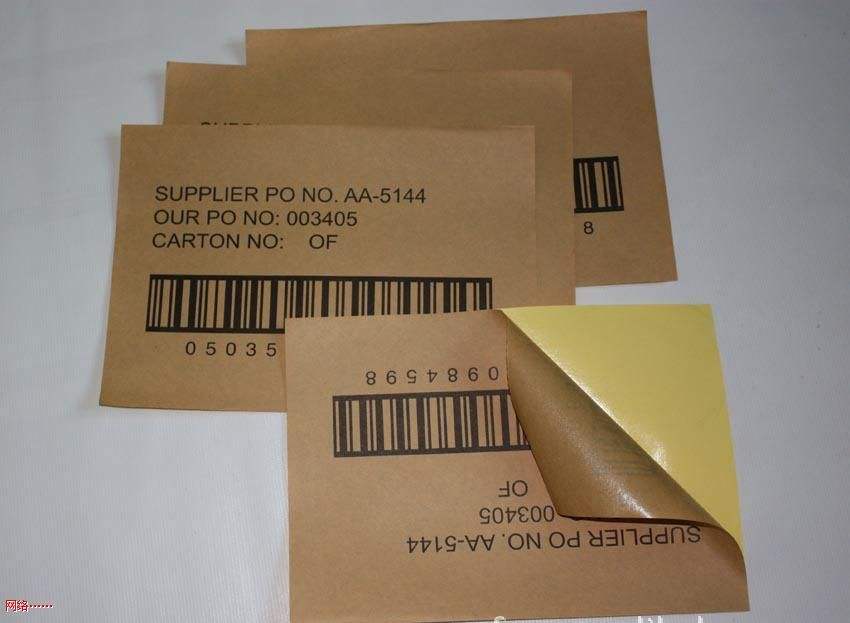 8
SUPPLIER PO NO. AA-5144
OUR PO NO: 003405
CARTON NO: OF
05035
SUPPLIER PO NO. AA-5144
003405
OF
0984598
网络······